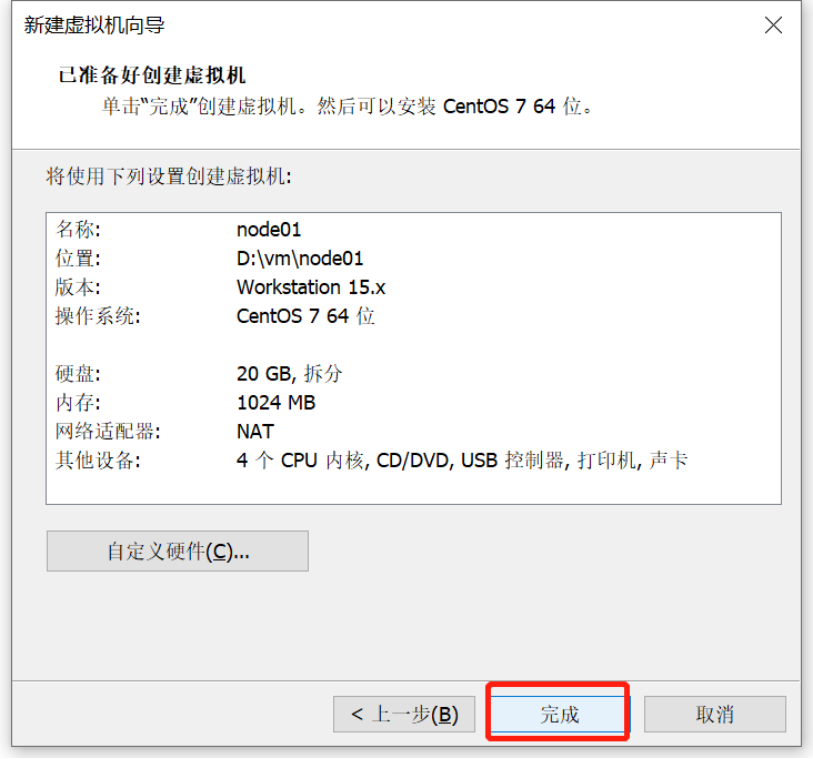 新建虚拟机向导
已准备好创建虚拟机
单击“完成”创建虚拟机。然后可以安装 CentOS 7 64 位。
将使用下列设置创建虚拟机:
名称: node01
位置: D:\vm\node01
版本: Workstation 15.x
操作系统: CentOS 7 64 位
硬盘: 20 GB, 拆分
内存: 1024 MB
网络适配器: NAT
其他设备: 4 个 CPU 内核, CD/DVD, USB 控制器, 打印机, 声卡
自定义硬件(C)...
< 上一步(B) 完成 取消